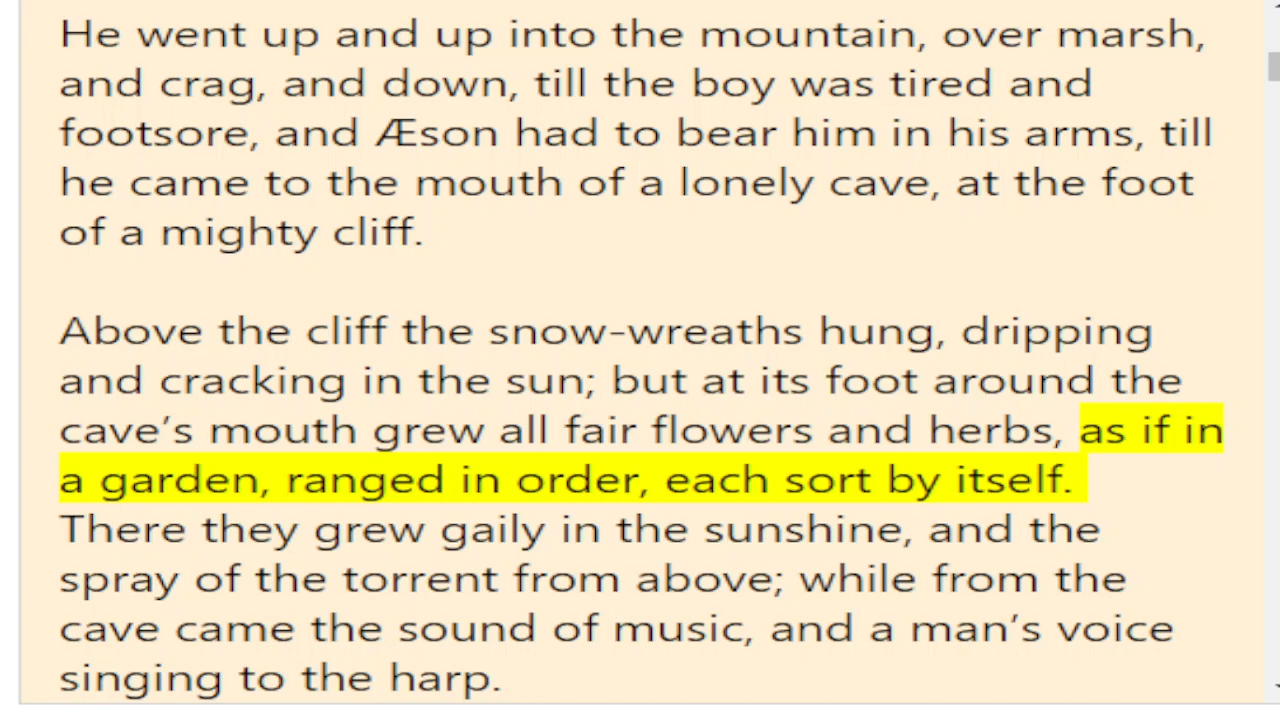 He went up and up into the mountain, over marsh,
and crag, and down, till the boy was tired and
footsore, and Æson had to bear him in his arms, till
he came to the mouth of a lonely cave, at the foot
of a mighty cliff.
Above the cliff the snow-wreaths hung, dripping
and cracking in the sun; but at its foot around the
cave’s mouth grew all fair flowers and herbs, as if in
a garden, ranged in order, each sort by itself.
There they grew gaily in the sunshine, and the
spray of the torrent from above; while from the
cave came the sound of music, and a man’s voice
singing to the harp.